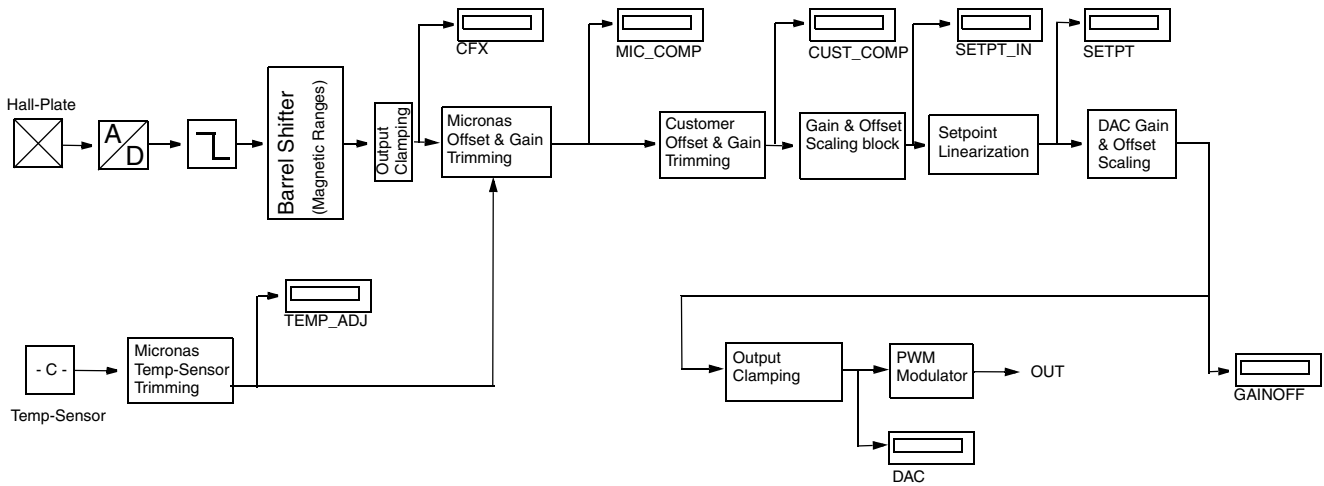 CFX
MIC_COMP
CUST_COMP
SETPT_IN
SETPT
Hall-Plate
A
D
Barrel Shifter
(Magnetic Ranges)
Output
Clamping
Micronas
Offset & Gain
Trimming
Customer
Offset & Gain
Trimming
Gain & Offset
Scaling block
Setpoint
Linearization
DAC Gain
& Offset
Scaling
TEMP_ADJ
- C -
Temp-Sensor
Micronas
Temp-Sensor
Trimming
Output
Clamping
PWM
Modulator
OUT
GAINOFF
DAC